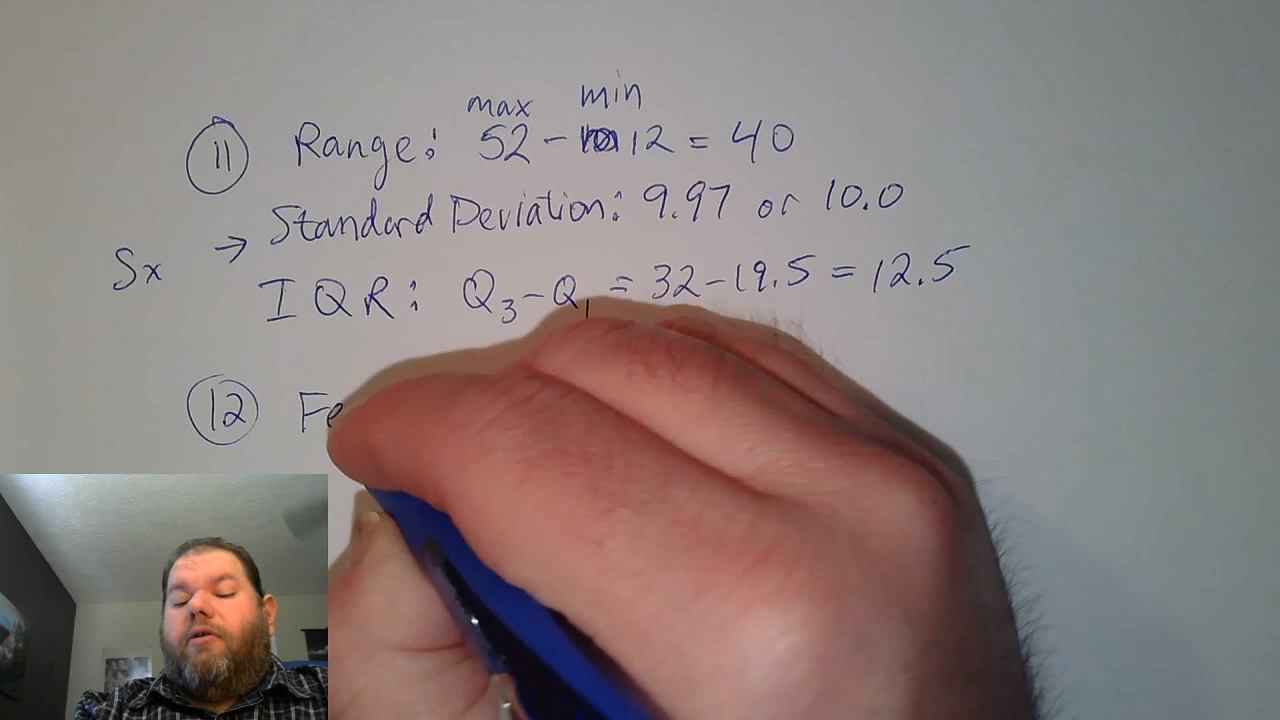 max min
11 Range: 52 - 12 = 40
Standard Deviation: 9.97 or 10.0
Sx →
IQR: Q3 - Q1 = 32 - 19.5 = 12.5
12 Fe